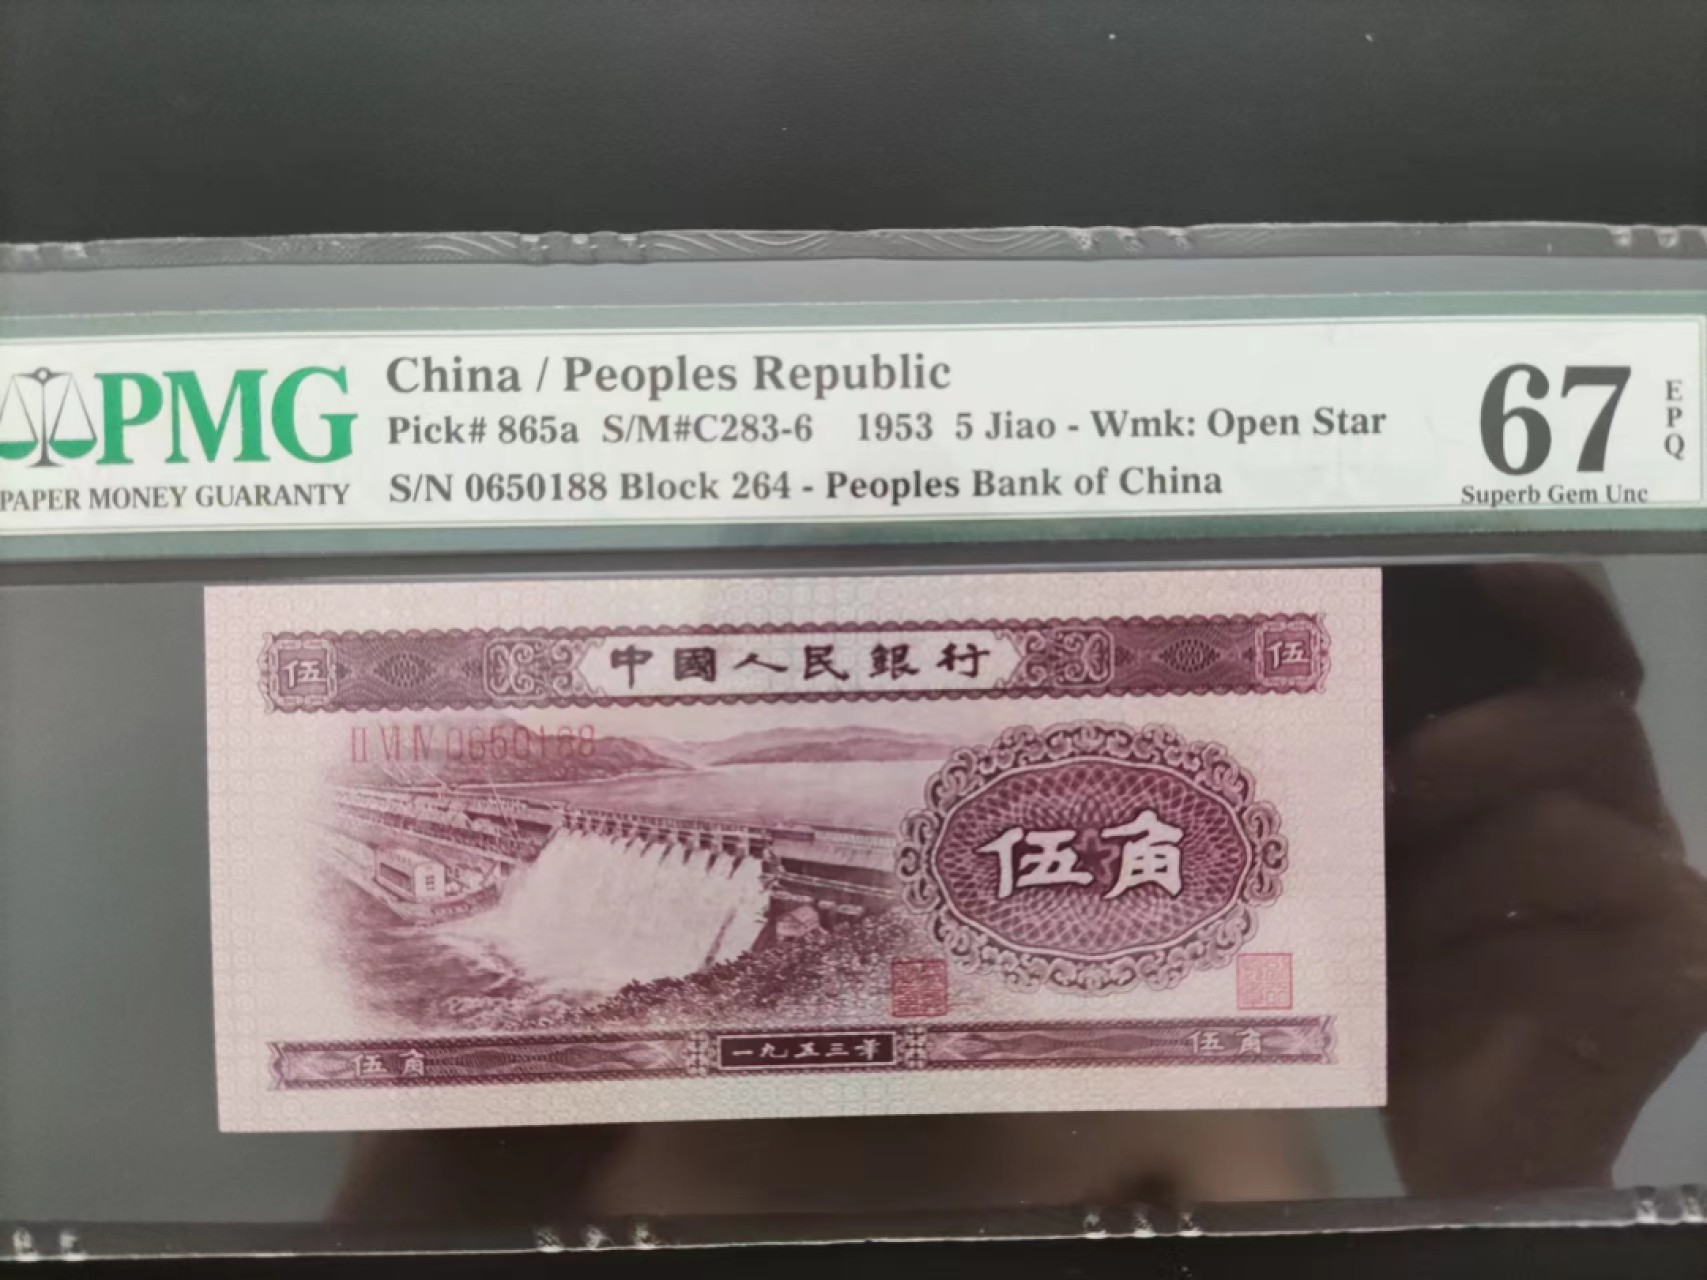 PMG
PAPER MONEY GUARANTY
China / Peoples Republic
Pick# 865a S/M#C283-6 1953 5 Jiao - Wmk: Open Star
S/N 0650188 Block 264 - Peoples Bank of China
67
EPQ
Superb Gem Unc
伍 中國人民銀行 伍
II VI IV 0650188
伍角
伍角 一九五三年 伍角